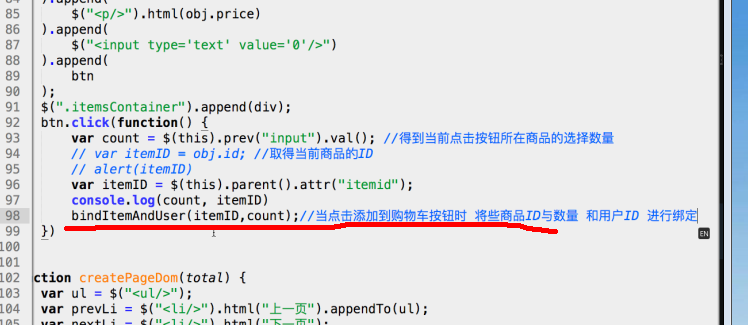 85 $("<p/>").html(obj.price)
86 ).append(
87 $("<input type='text' value='0'/>")
88 ).append(
89 btn
90 );
91 $(".itemsContainer").append(div);
92 btn.click(function() {
93 var count = $(this).prev("input").val(); //得到当前点击按钮所在商品的选择数量
94 // var itemID = obj.id; //取得当前商品的ID
95 // alert(itemID)
96 var itemID = $(this).parent().attr("itemid");
97 console.log(count, itemID)
98 bindItemAndUser(itemID,count);//当点击添加到购物车按钮时 将些商品ID与数量 和用户ID 进行绑定
99 })
EN
100
101
102 ction createPageDom(total) {
103 var ul = $("<ul/>");
104 var prevLi = $("<li/>").html("上一页").appendTo(ul);
105 var nextLi = $("<li/>").html("下一页");